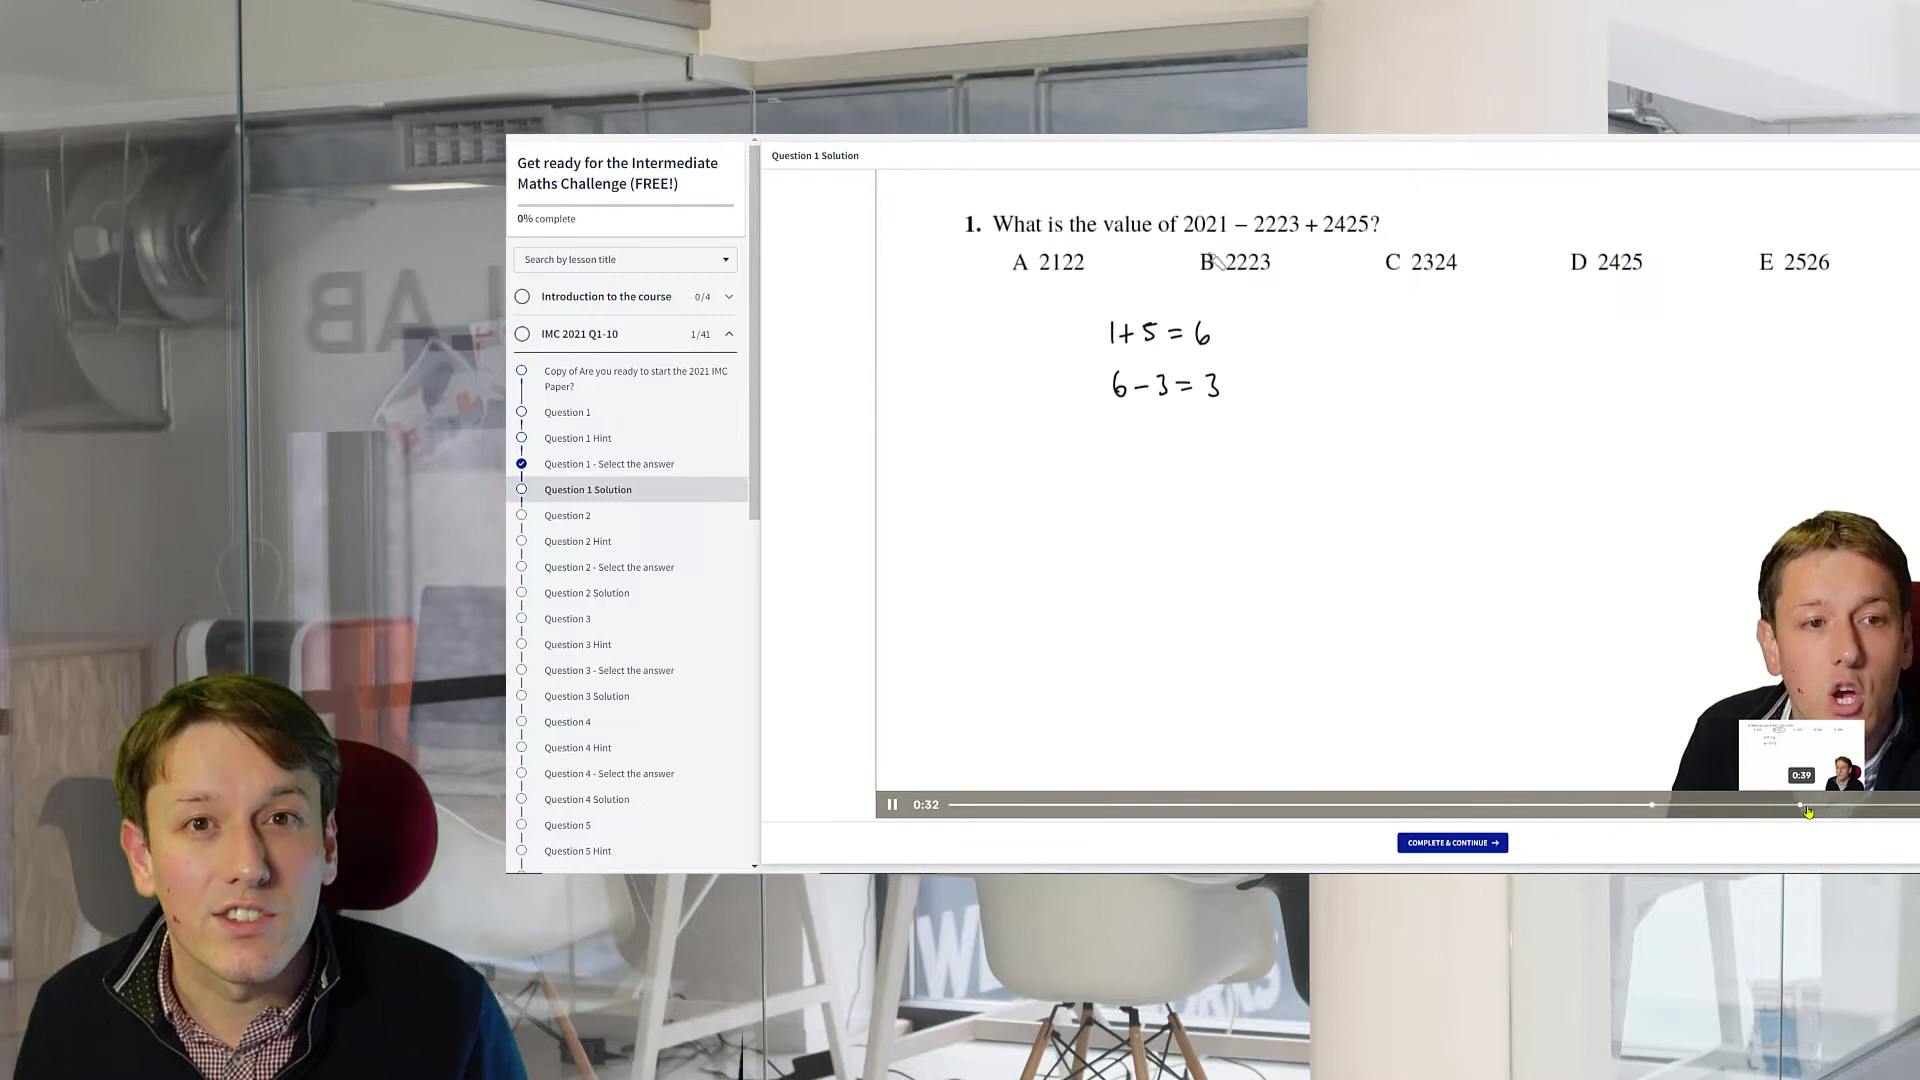 Get ready for the Intermediate
Maths Challenge (FREE!)
0% complete
Search by lesson title
Introduction to the course 0/4
IMC 2021 Q1-10 1/41
Copy of Are you ready to start the 2021 IMC
Paper?
Question 1
Question 1 Hint
Question 1 - Select the answer
Question 1 Solution
Question 2
Question 2 Hint
Question 2 - Select the answer
Question 2 Solution
Question 3
Question 3 Hint
Question 3 - Select the answer
Question 3 Solution
Question 4
Question 4 Hint
Question 4 - Select the answer
Question 4 Solution
Question 5
Question 5 Hint
Question 1 Solution
1. What is the value of 2021 − 2223 + 2425?
A 2122 B 2223 C 2324 D 2425 E 2526
1 + 5 = 6
6 − 3 = 3
0:39
0:32
COMPLETE & CONTINUE →